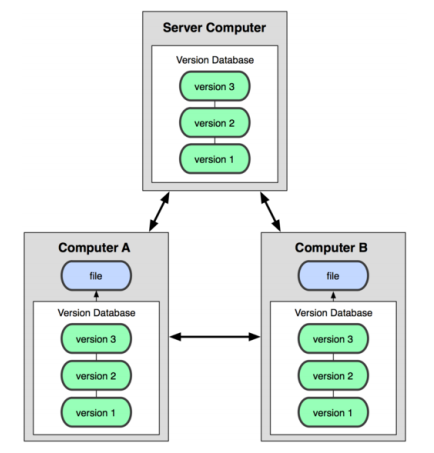 Server Computer
Version Database
version 3
version 2
version 1
Computer A
file
Version Database
version 3
version 2
version 1
Computer B
file
Version Database
version 3
version 2
version 1